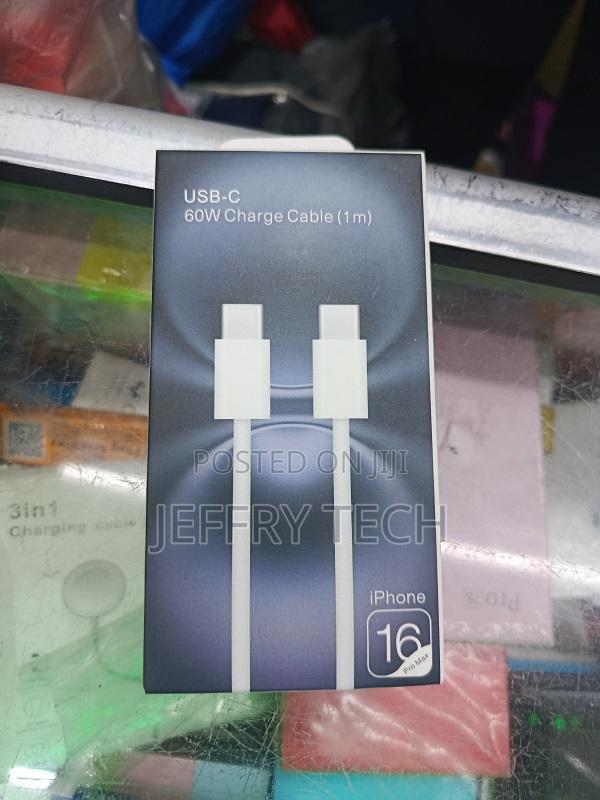 USB-C
60W Charge Cable (1m)
POSTED ON JIJI
JEFFRY TECH
3in1
Charging cable
iPhone
16
Pro Max